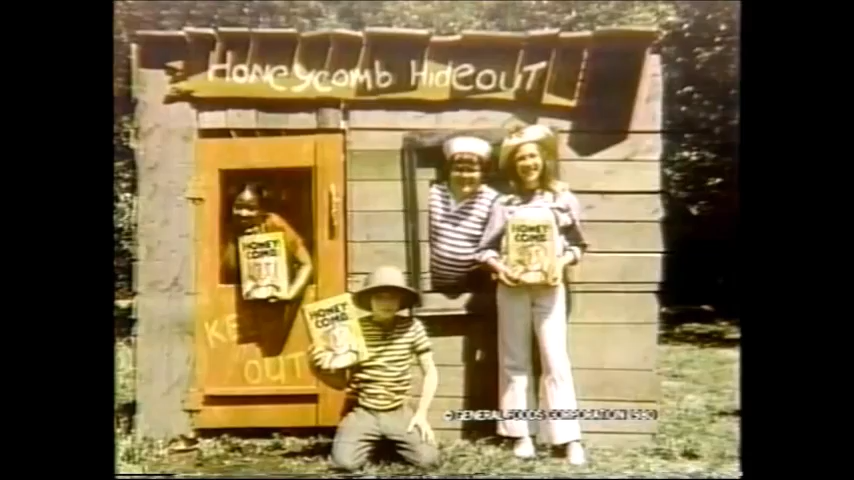 Honeycomb Hideout
HONEY
COMB
HONEY
COMB
HONEY
COMB
KE
OUT
© GENERAL FOODS CORPORATION 1980